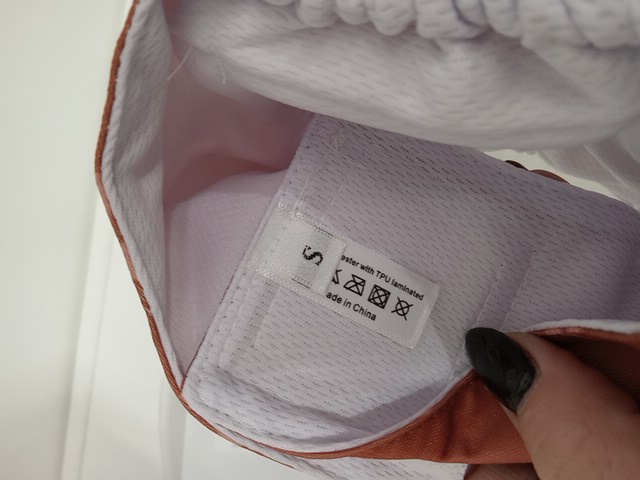 S
ester with TPU laminated
ade in China